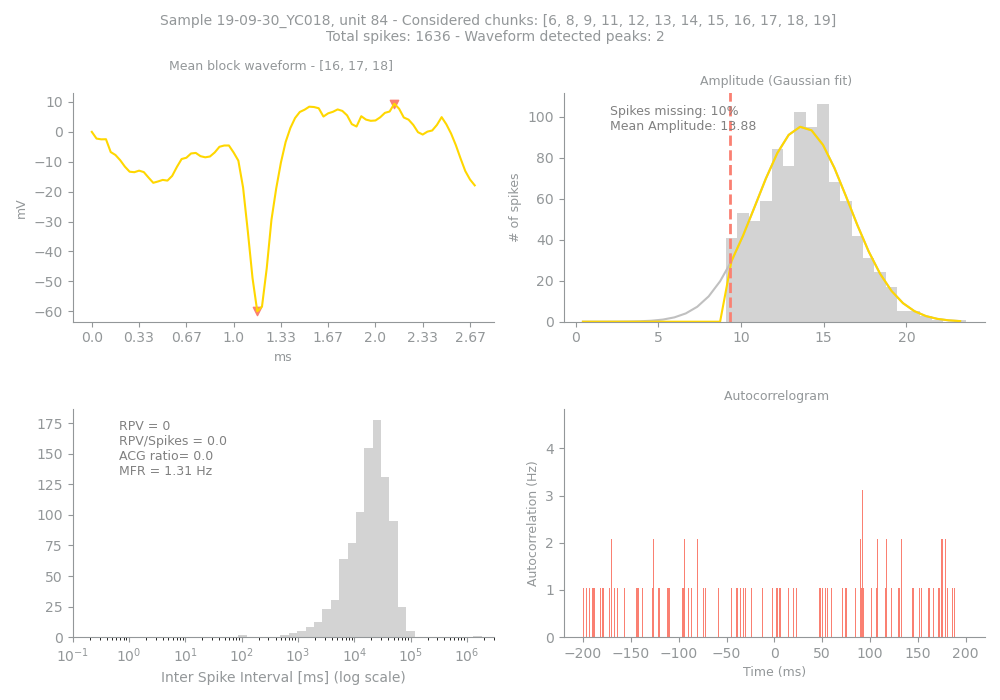 Sample 19-09-30_YC018, unit 84 - Considered chunks: [6, 8, 9, 11, 12, 13, 14, 15, 16, 17, 18, 19]
Total spikes: 1636 - Waveform detected peaks: 2
Mean block waveform - [16, 17, 18]
mV
10
0
−10
−20
−30
−40
−50
−60
0.0 0.33 0.67 1.0 1.33 1.67 2.0 2.33 2.67
ms
Amplitude (Gaussian fit)
Spikes missing: 10%
Mean Amplitude: 13.88
# of spikes
100
80
60
40
20
0
0 5 10 15 20
RPV = 0
RPV/Spikes = 0.0
ACG ratio= 0.0
MFR = 1.31 Hz
175
150
125
100
75
50
25
0
10⁻¹ 10⁰ 10¹ 10² 10³ 10⁴ 10⁵ 10⁶
Inter Spike Interval [ms] (log scale)
Autocorrelogram
Autocorrelation (Hz)
4
3
2
1
0
−200 −150 −100 −50 0 50 100 150 200
Time (ms)